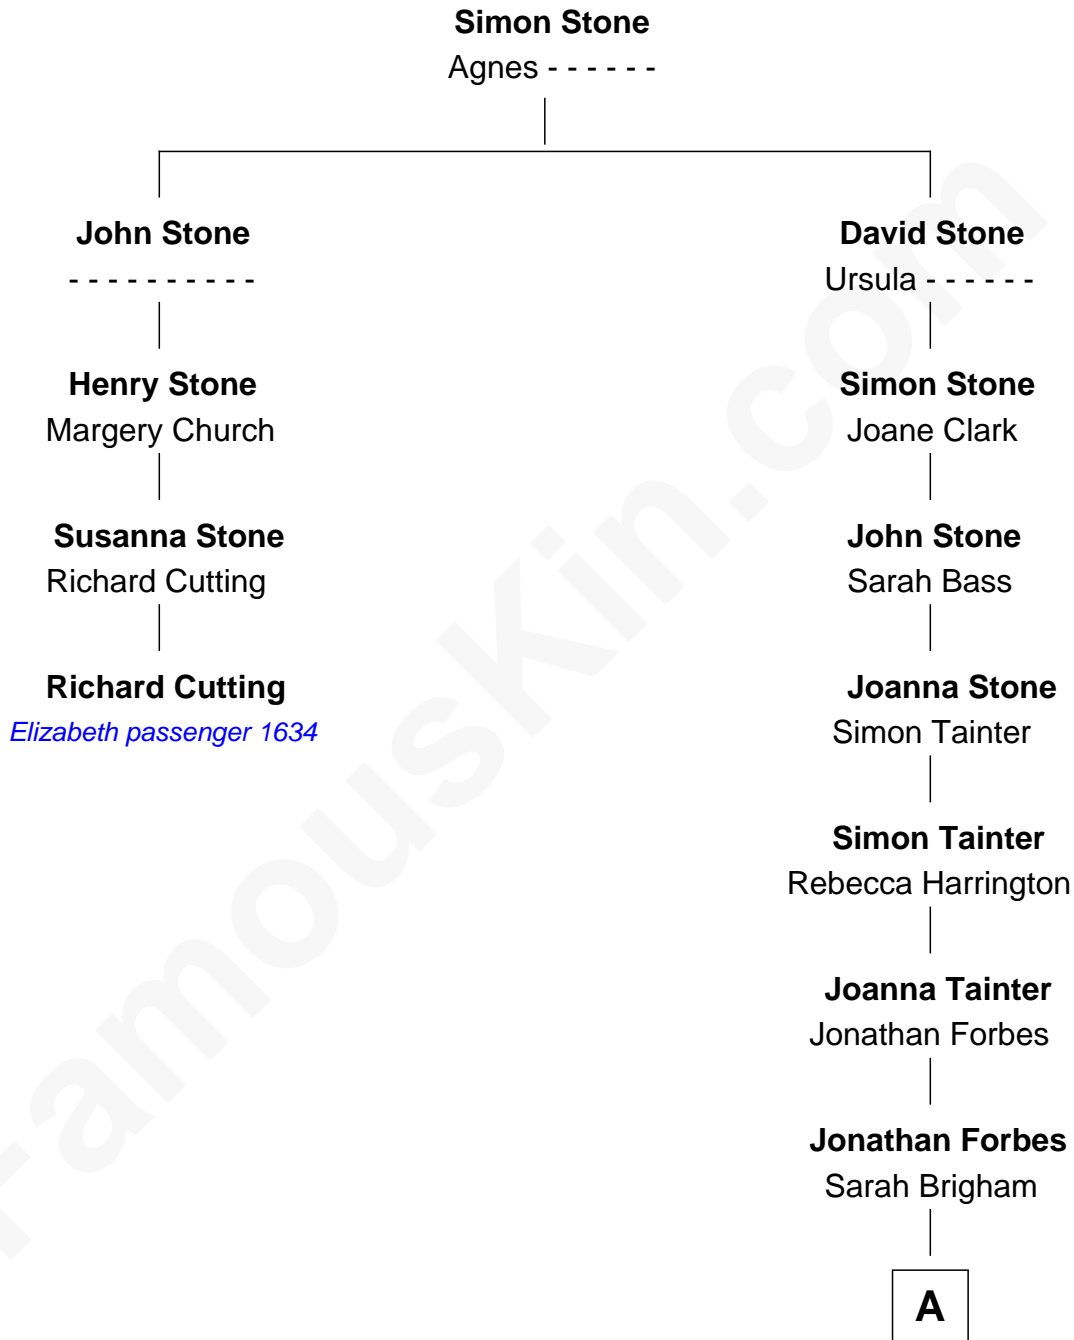 Simon Stone
Agnes - - - - - -
John Stone
- - - - - - - - - -
Henry Stone
Margery Church
Susanna Stone
Richard Cutting
Richard Cutting
Elizabeth passenger 1634
David Stone
Ursula - - - - - -
Simon Stone
Joane Clark
John Stone
Sarah Bass
Joanna Stone
Simon Tainter
Simon Tainter
Rebecca Harrington
Joanna Tainter
Jonathan Forbes
Jonathan Forbes
Sarah Brigham
A
FamousKin.com